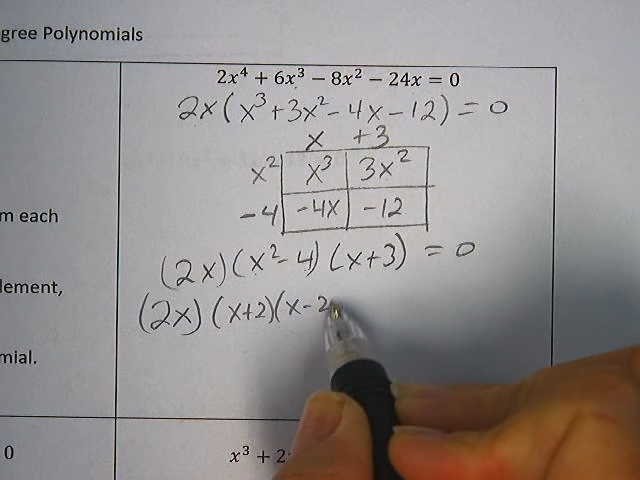 gree Polynomials
2x⁴ + 6x³ − 8x² − 24x = 0
2x(x³+3x²-4x-12)=0
x +3
x² x³ 3x²
-4 -4x -12
(2x)(x²-4)(x+3) = 0
m each
lement,
(2x)(x+2)(x-2
mial.
0
x³ + 2